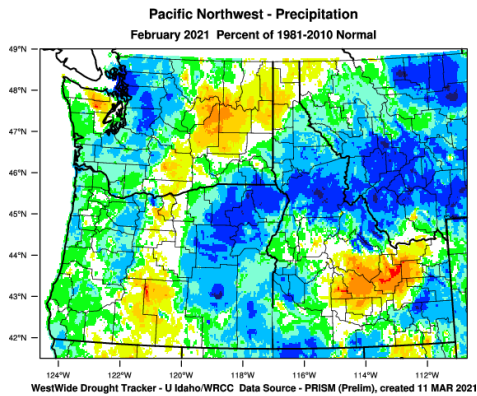 Pacific Northwest - Precipitation
February 2021 Percent of 1981-2010 Normal
49°N
48°N
47°N
46°N
45°N
44°N
43°N
42°N
124°W 122°W 120°W 118°W 116°W 114°W 112°W
WestWide Drought Tracker - U Idaho/WRCC Data Source - PRISM (Prelim), created 11 MAR 2021